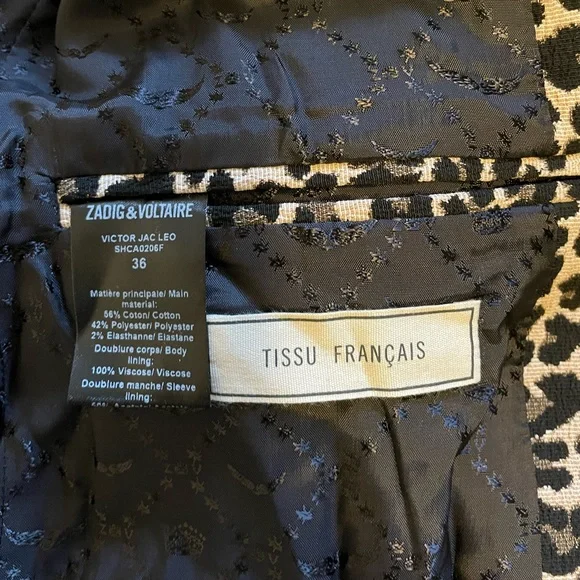 ZADIG&VOLTAIRE
VICTOR JAC LEO
SHCA0206F
36
Matière principale/ Main
material:
56% Coton/ Cotton
42% Polyester/ Polyester
2% Elasthanne/ Elastane
Doublure corps/ Body
lining:
100% Viscose/ Viscose
Doublure manche/ Sleeve
lining:
TISSU FRANÇAIS